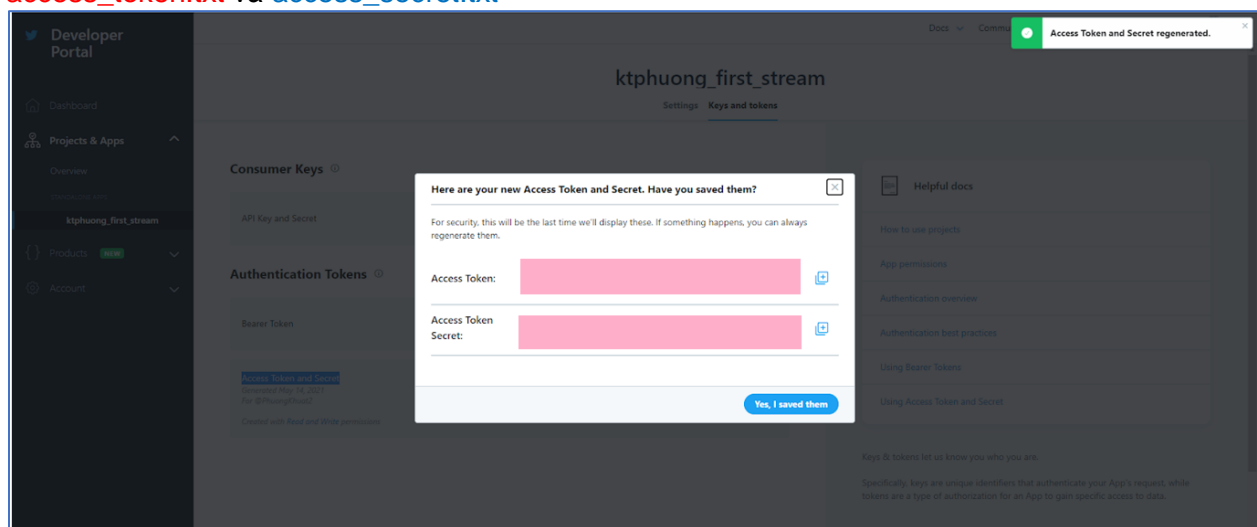 access_token.txt và access_secret.txt
Developer
Portal
Docs
Access Token and Secret regenerated.
ktphuong_first_stream
Settings Keys and tokens
Dashboard
Projects & Apps
Overview
ktphuong_first_stream
Products NEW
Account
Consumer Keys
API Key and Secret
Authentication Tokens
Bearer Token
Access Token and Secret
Generated May 14, 2021
Created with Read and Write permissions
Here are your new Access Token and Secret. Have you saved them?
For security, this will be the last time we'll display these. If something happens, you can always
regenerate them.
Access Token:
Access Token
Secret:
Yes, I saved them
Helpful docs
How to use projects
App permissions
Authentication overview
Authentication best practices
Using Bearer Tokens
Using Access Token and Secret
Keys & tokens let us know you who you are.
Specifically, keys are unique identifiers that authenticate your App's request, while
tokens are a type of authorization for an App to gain specific access to data.